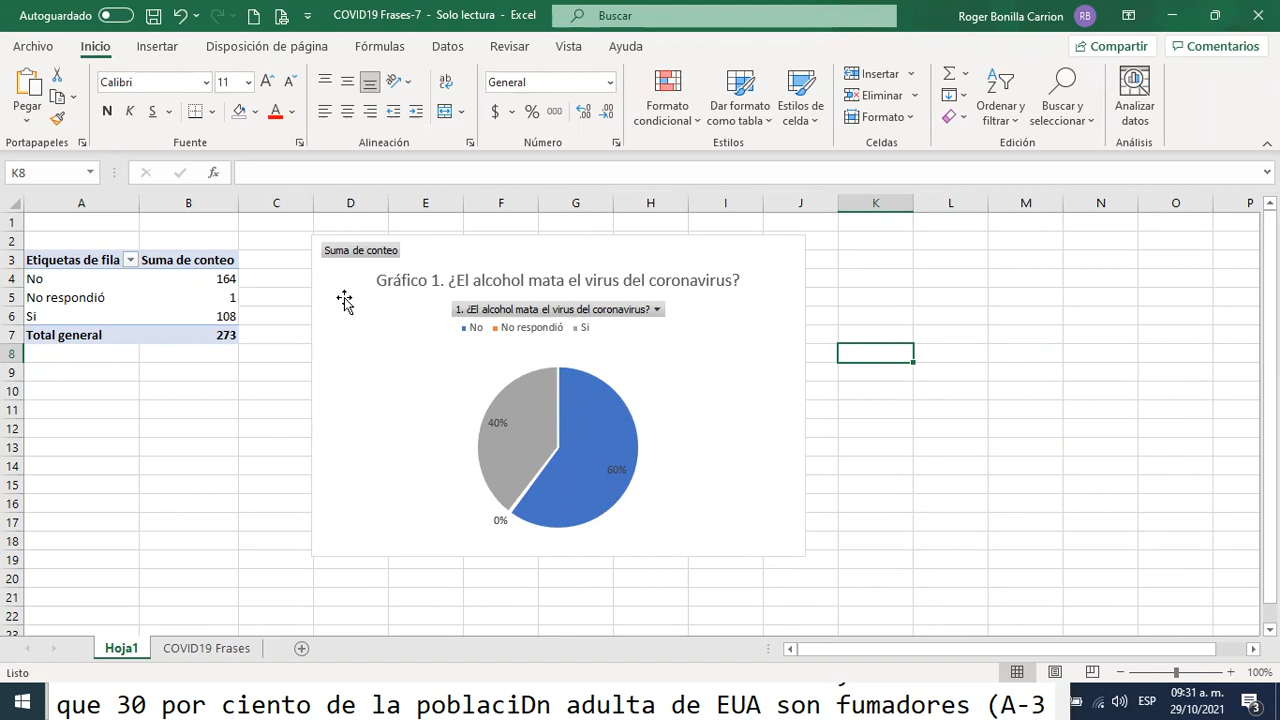 Autoguardado
COVID19 Frases-7 - Solo lectura - Excel
Buscar
Roger Bonilla Carrion
RB
Archivo
Inicio
Insertar
Disposición de página
Fórmulas
Datos
Revisar
Vista
Ayuda
Compartir
Comentarios
Pegar
Calibri
11
N K S
General
$ % 000
Formato condicional
Dar formato como tabla
Estilos de celda
Insertar
Eliminar
Formato
Ordenar y filtrar
Buscar y seleccionar
Analizar datos
Portapapeles
Fuente
Alineación
Número
Estilos
Celdas
Edición
Análisis
K8
fx
A B C D E F G H I J K L M N O P
1
2
3 Etiquetas de fila Suma de conteo
4 No 164
5 No respondió 1
6 Si 108
7 Total general 273
8
9
10
11
12
13
14
15
16
17
18
19
20
21
22
23
Suma de conteo
Gráfico 1. ¿El alcohol mata el virus del coronavirus?
1. ¿El alcohol mata el virus del coronavirus?
No No respondió Si
40%
60%
0%
Hoja1
COVID19 Frases
Listo
100%
que 30 por ciento de la poblaciDn adulta de EUA son fumadores (A-3
ESP
09:31 a. m.
29/10/2021
3